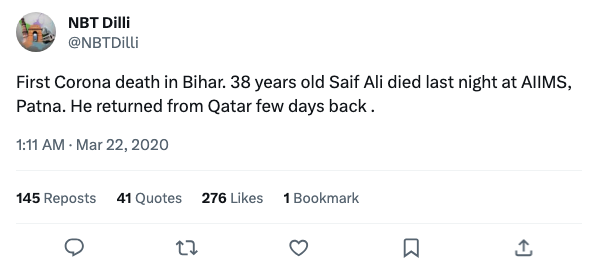 NBT Dilli
@NBTDilli
First Corona death in Bihar. 38 years old Saif Ali died last night at AIIMS,
Patna. He returned from Qatar few days back .
1:11 AM · Mar 22, 2020
145 Reposts 41 Quotes 276 Likes 1 Bookmark